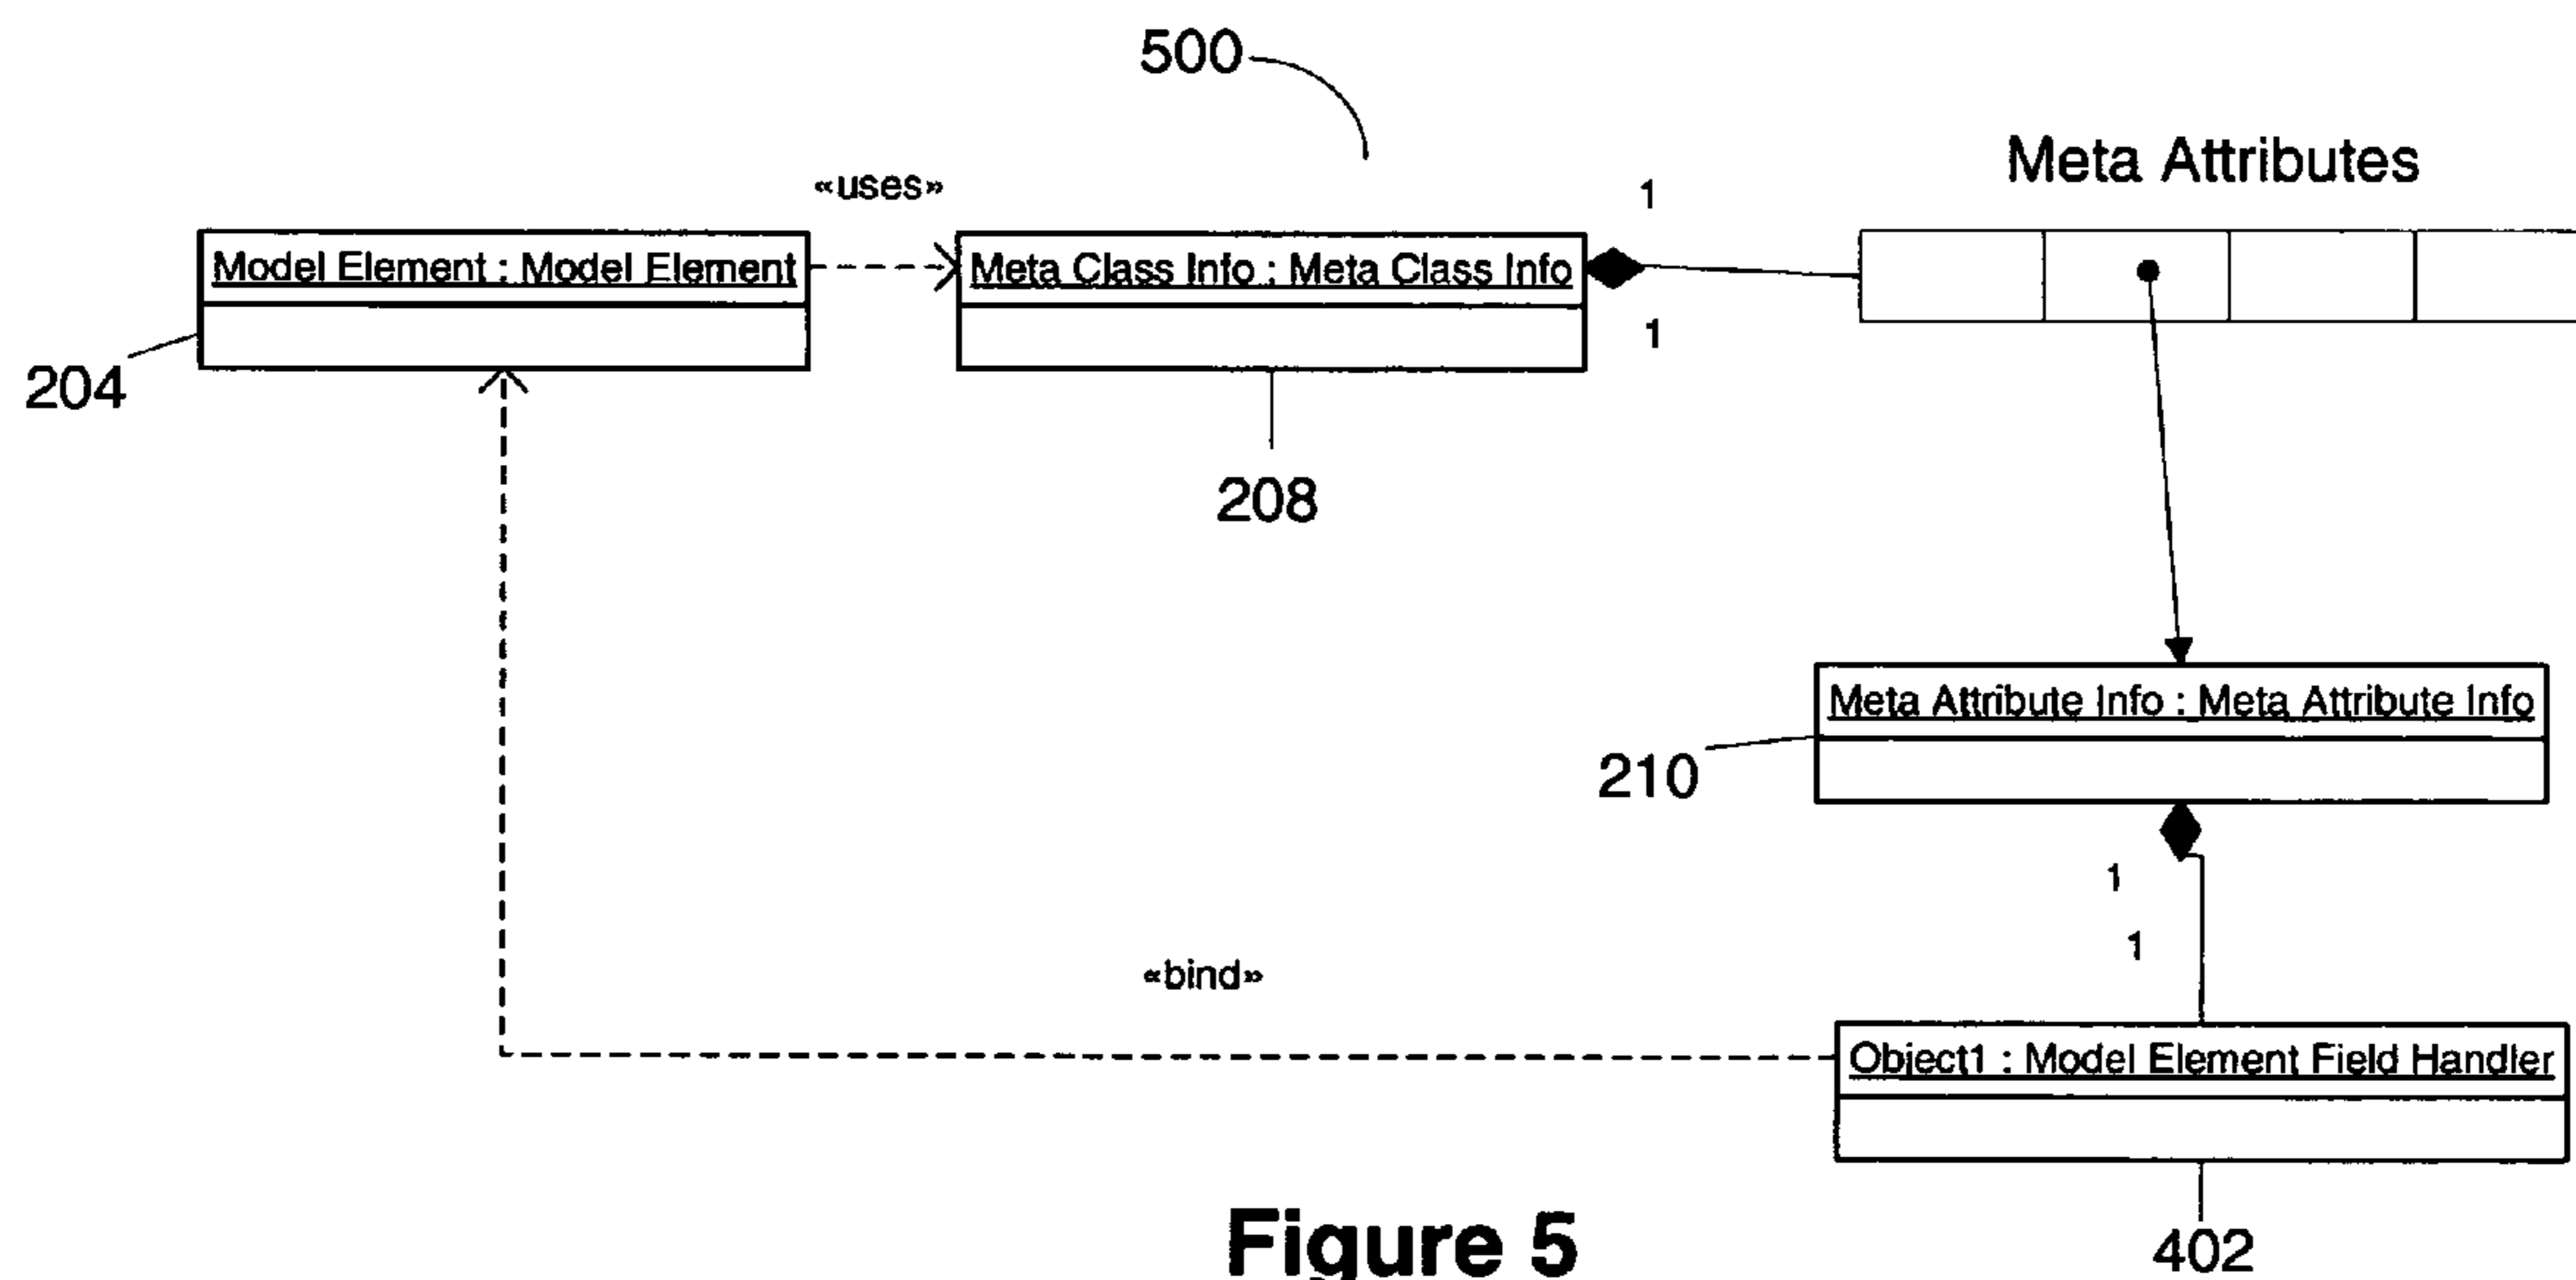 500
Meta Attributes
«uses»
1
Model Element : Model Element
Meta Class Info : Meta Class Info
1
204
208
Meta Attribute Info : Meta Attribute Info
210
1
1
«bind»
Object1 : Model Element Field Handler
Figure 5
402